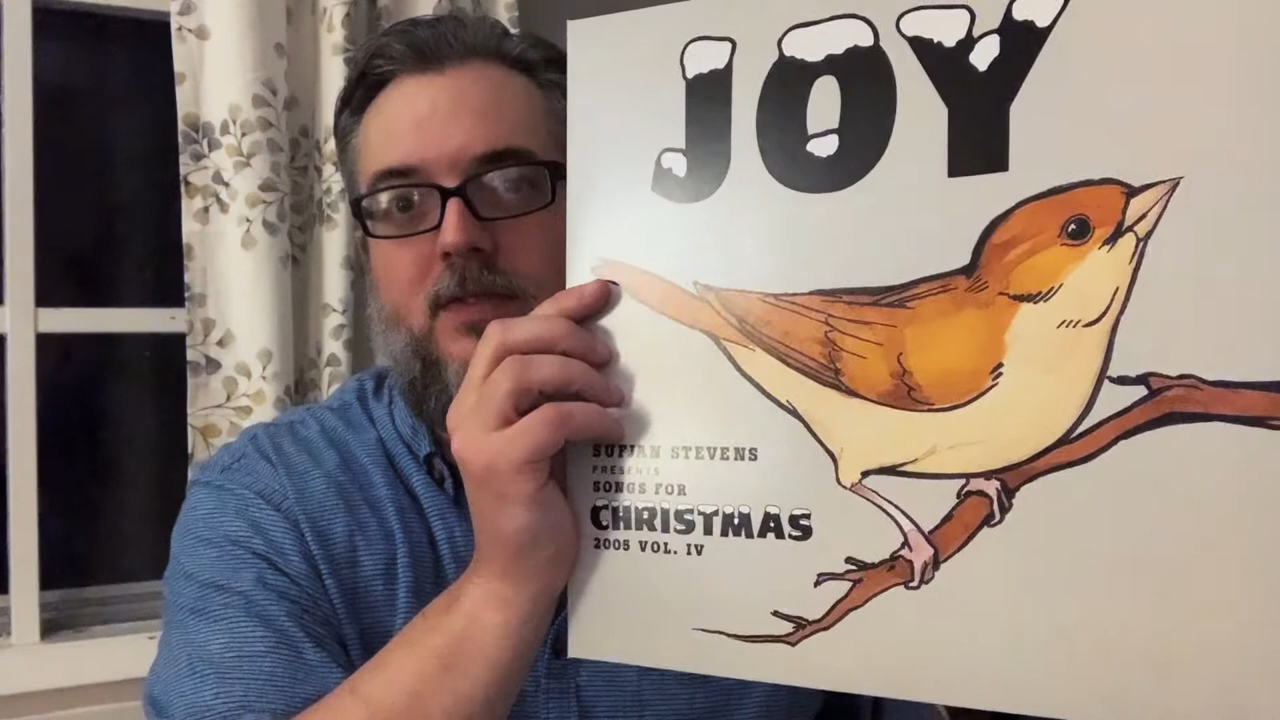 JOY
SUFJAN STEVENS
PRESENTS
SONGS FOR
CHRISTMAS
2005 VOL. IV